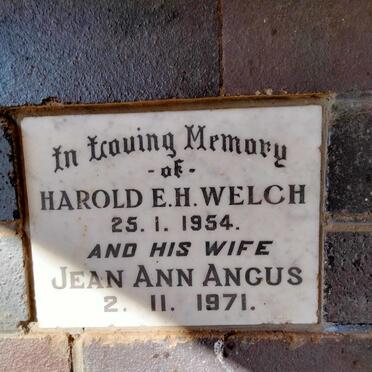 In Loving Memory
- of -
HAROLD E.H. WELCH
25. 1. 1954.
AND HIS WIFE
JEAN ANN ANGUS
2. 11. 1971.